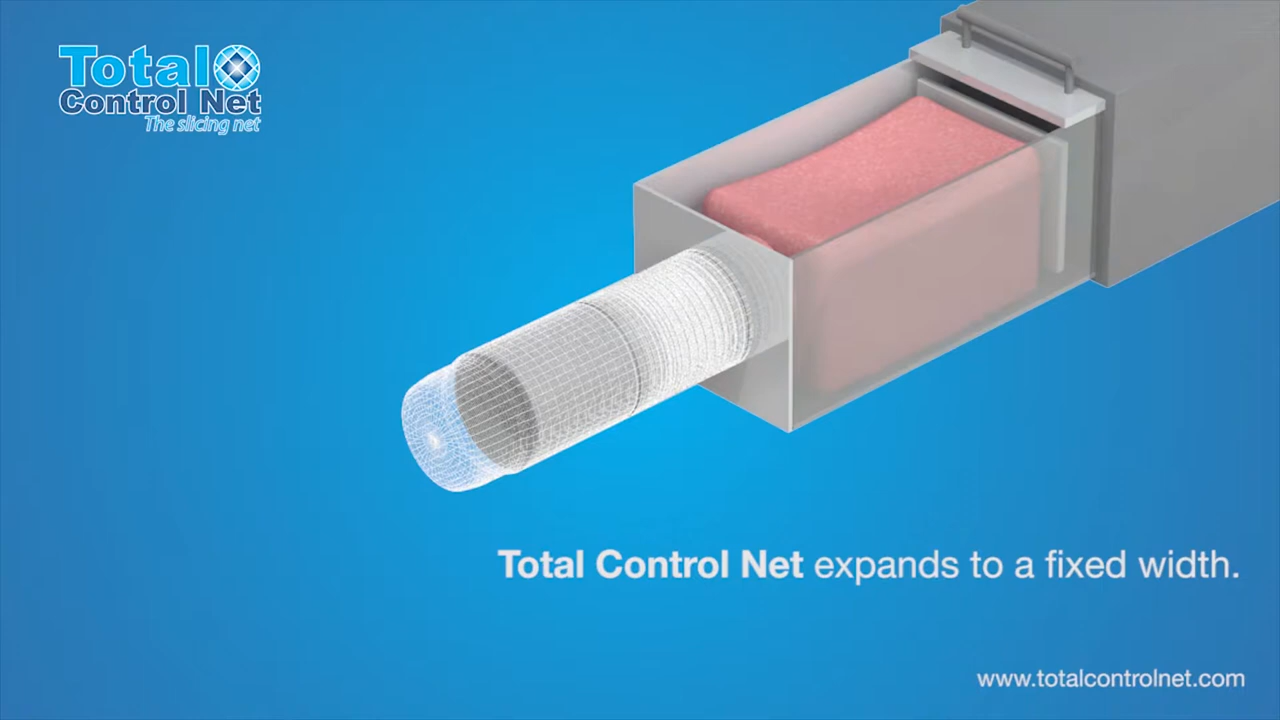 Total
Control Net
The slicing net
Total Control Net expands to a fixed width.
www.totalcontrolnet.com